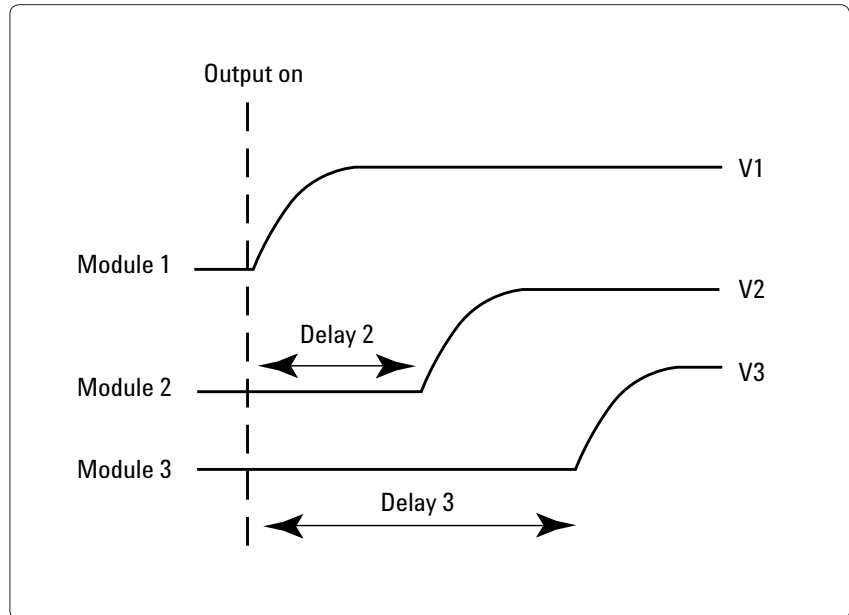 Output on
V1
Module 1
V2
Delay 2
V3
Module 2
Module 3
Delay 3